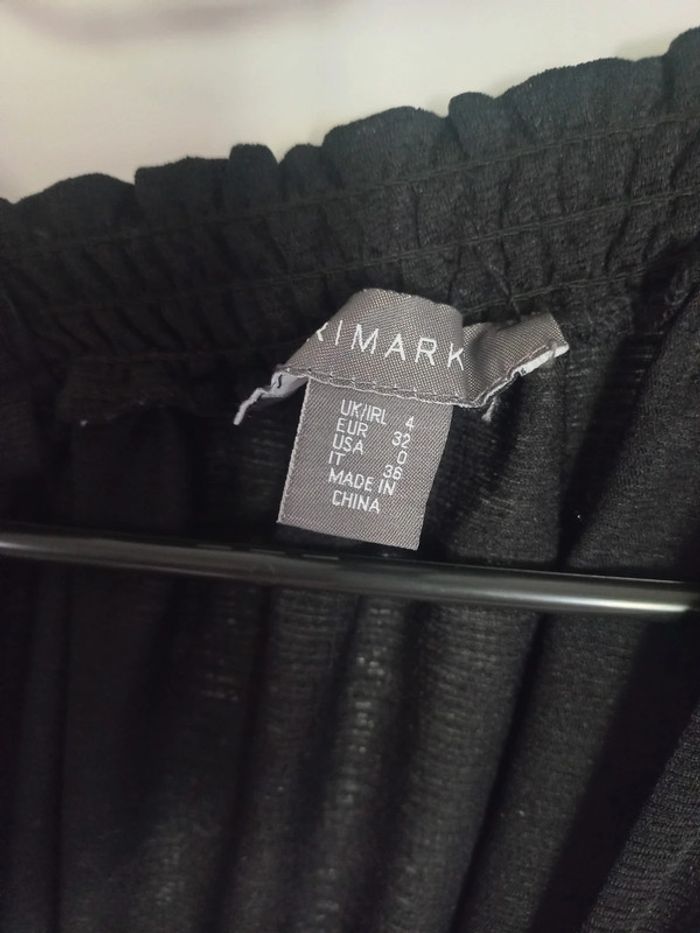 RIMARK
UK/IRL 4
EUR 32
USA 0
IT 36
MADE IN
CHINA